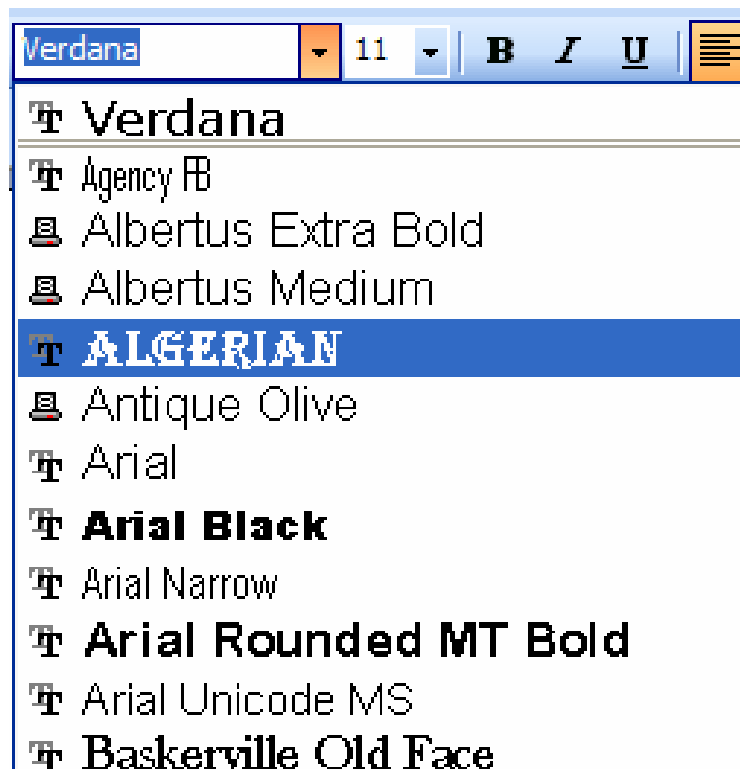 Verdana 11 B I U
Verdana
Agency FB
Albertus Extra Bold
Albertus Medium
ALGERIAN
Antique Olive
Arial
Arial Black
Arial Narrow
Arial Rounded MT Bold
Arial Unicode MS
Baskerville Old Face